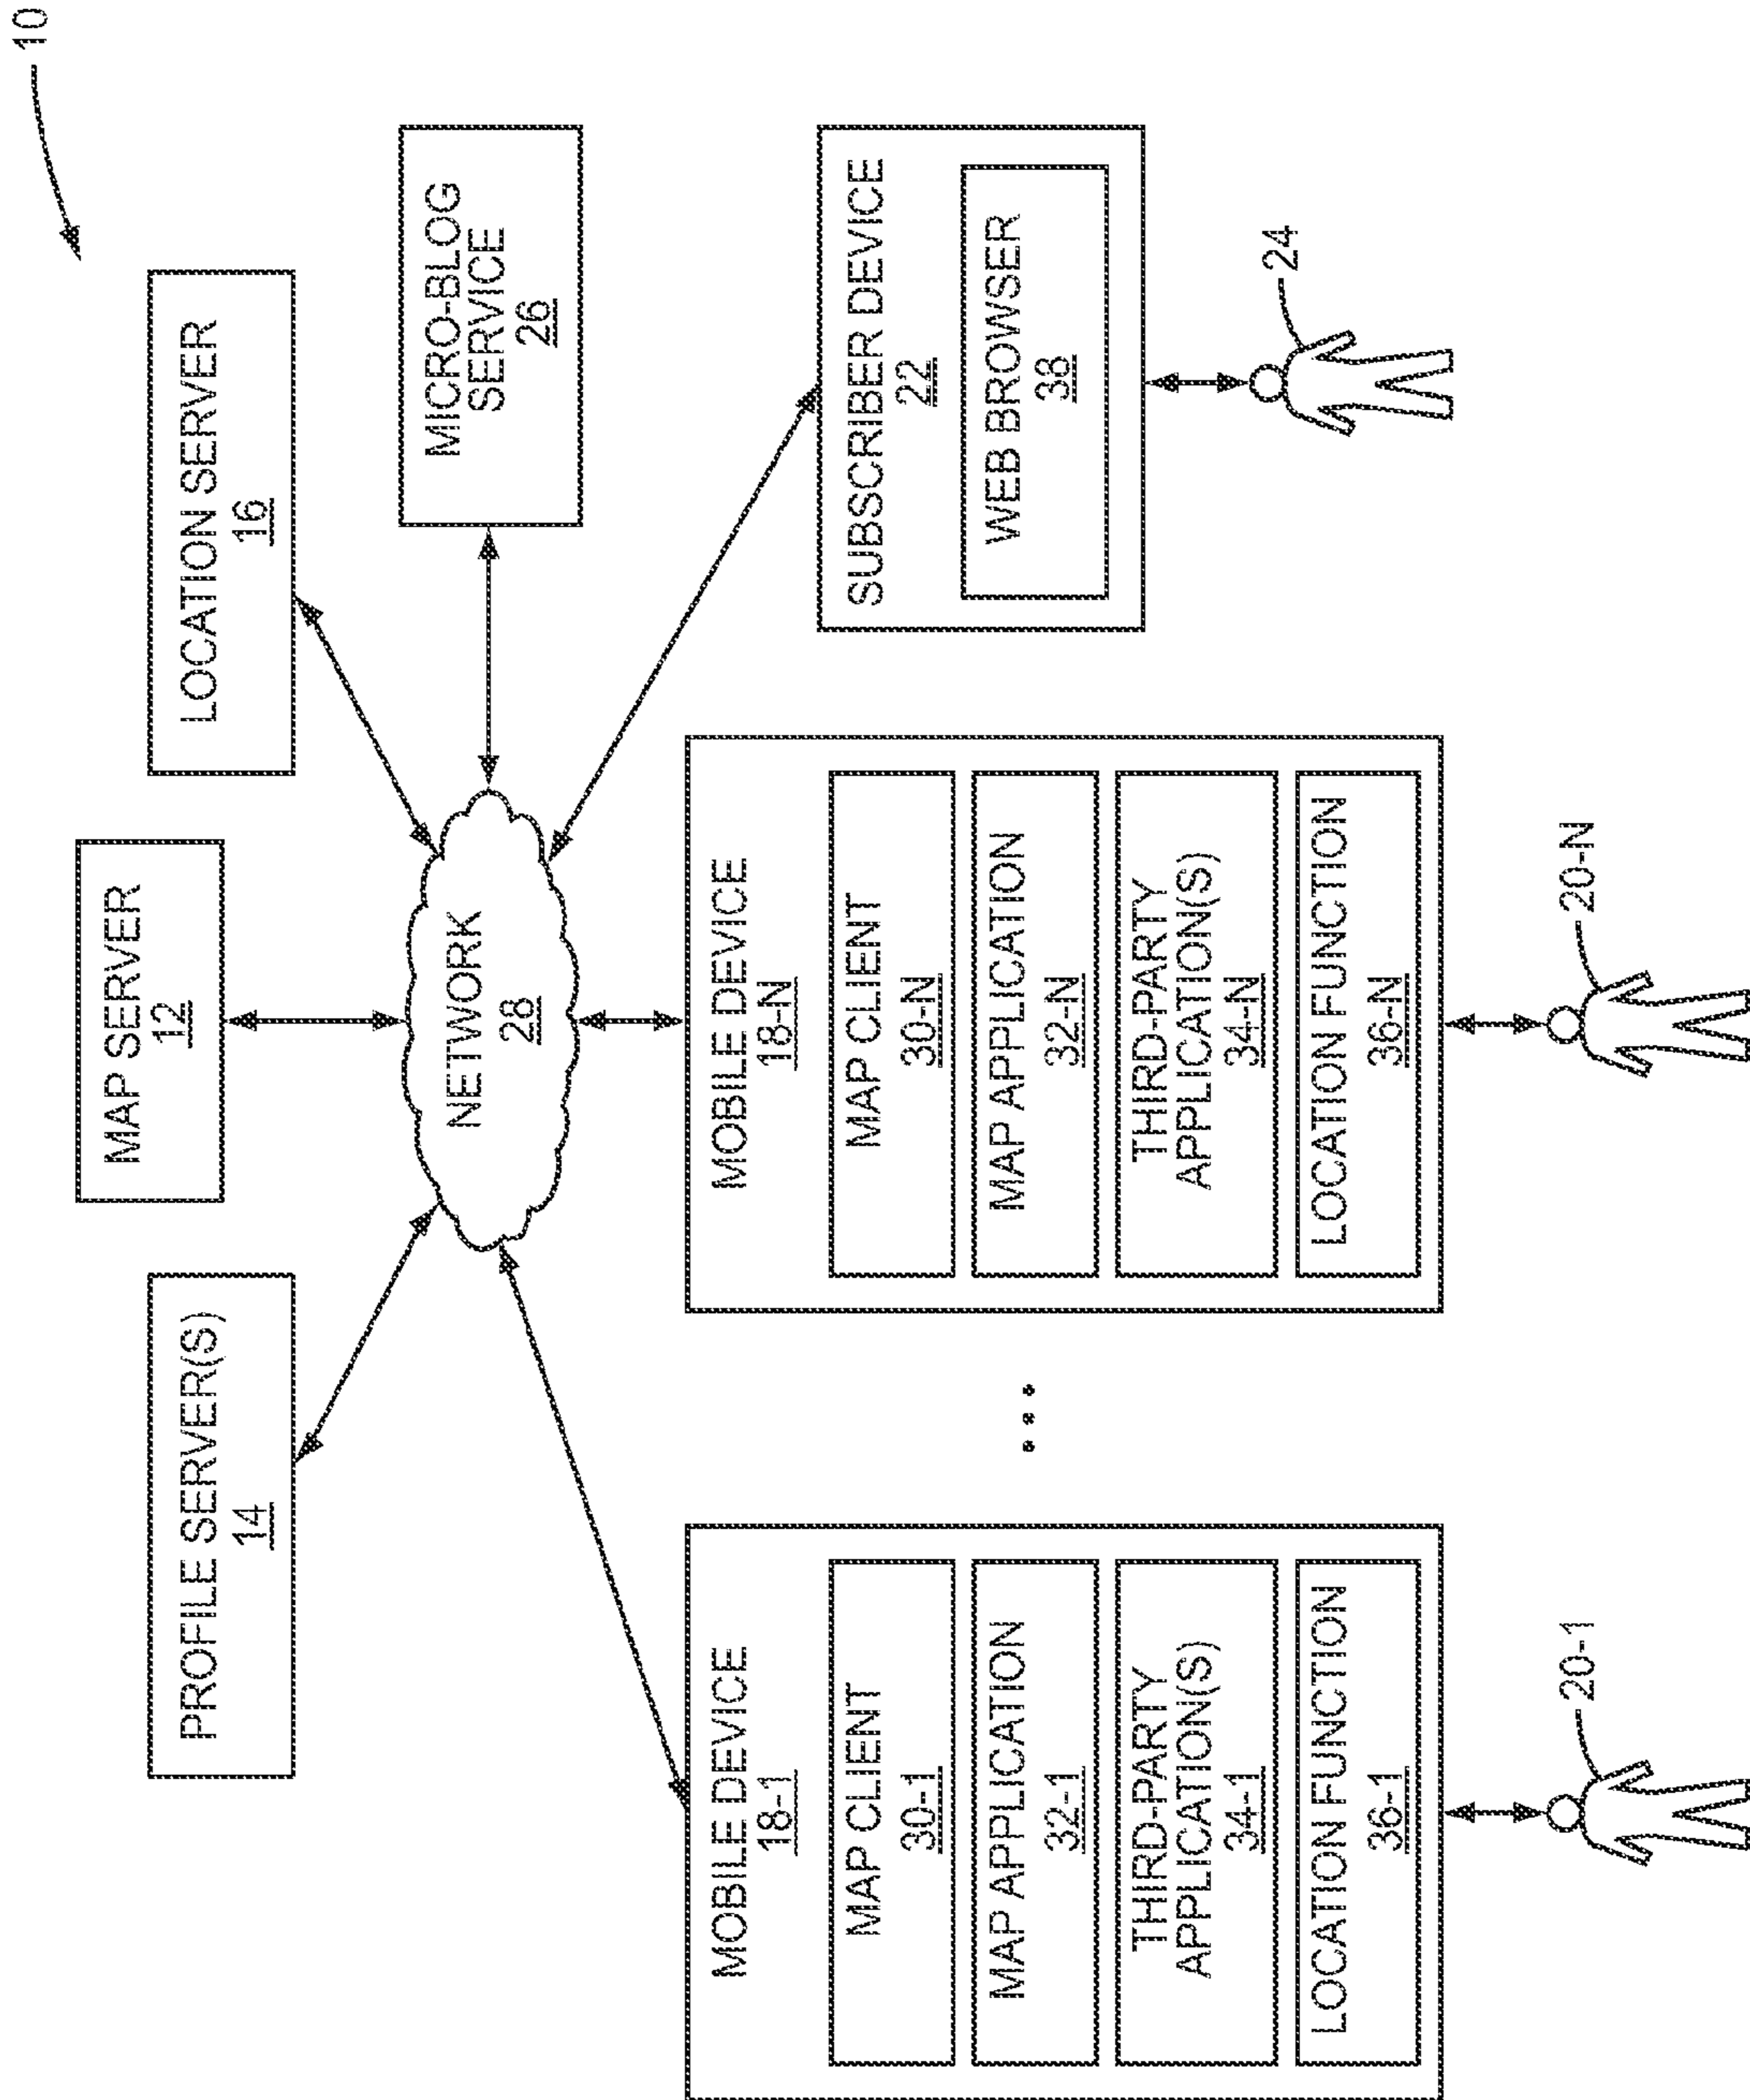 10
MAP SERVER
12
PROFILE SERVER(S)
14
LOCATION SERVER
16
NETWORK
28
MICRO-BLOG
SERVICE
26
MOBILE DEVICE
18-1
MAP CLIENT
30-1
MAP APPLICATION
32-1
THIRD-PARTY
APPLICATION(S)
34-1
LOCATION FUNCTION
36-1
20-1
MOBILE DEVICE
18-N
MAP CLIENT
30-N
MAP APPLICATION
32-N
THIRD-PARTY
APPLICATION(S)
34-N
LOCATION FUNCTION
36-N
20-N
SUBSCRIBER DEVICE
22
WEB BROWSER
38
24